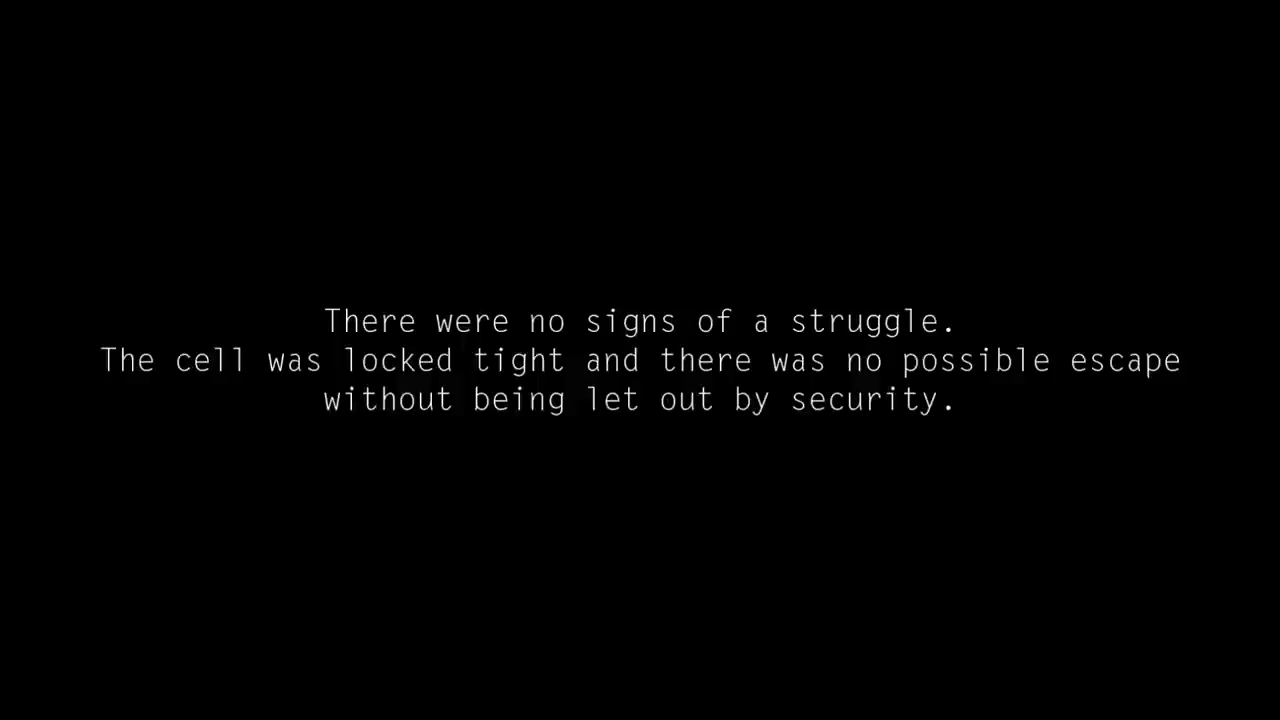 There were no signs of a struggle.
The cell was locked tight and there was no possible escape
without being let out by security.